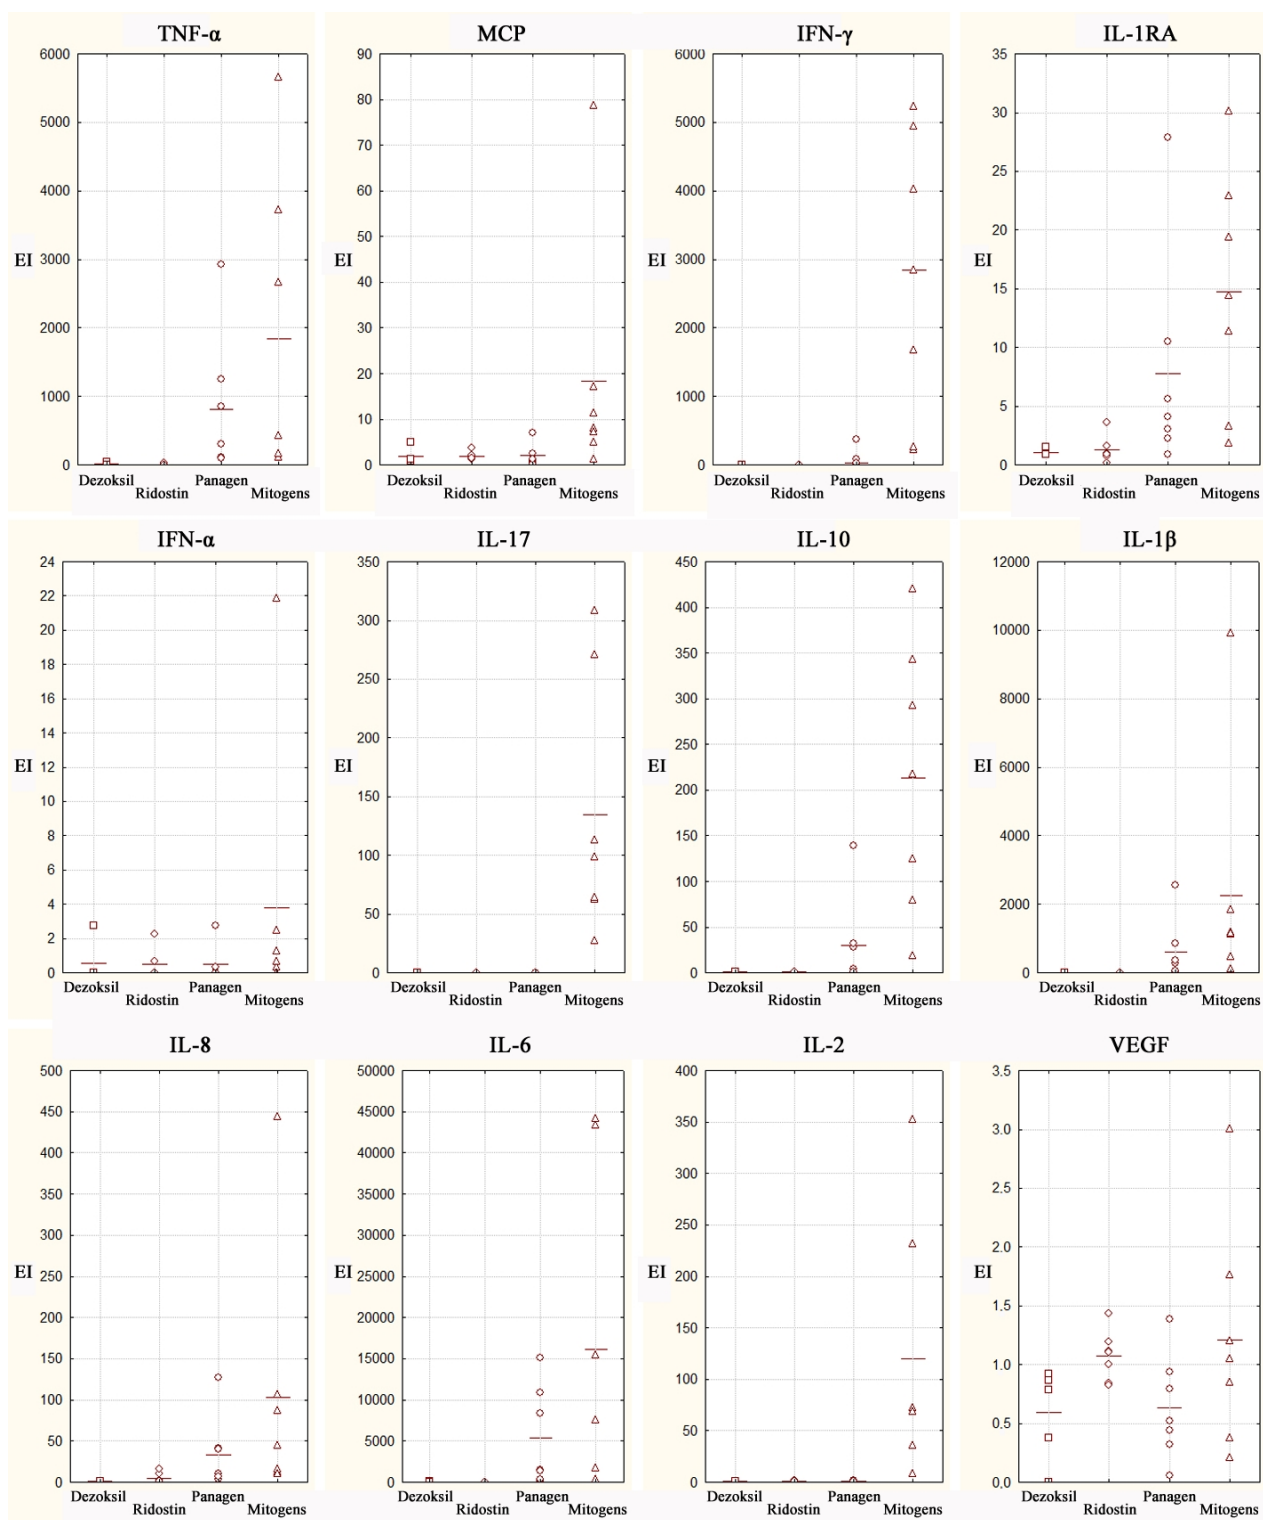 TNF-α
6000
5000
4000
3000
2000
1000
0
EI
Dezoksil
Ridostin
Panagen
Mitogens
MCP
90
80
70
60
50
40
30
20
10
0
EI
Dezoksil
Ridostin
Panagen
Mitogens
IFN-γ
6000
5000
4000
3000
2000
1000
0
EI
Dezoksil
Ridostin
Panagen
Mitogens
IL-1RA
35
30
25
20
15
10
5
0
EI
Dezoksil
Ridostin
Panagen
Mitogens
IFN-α
24
22
20
18
16
14
12
10
8
6
4
2
0
EI
Dezoksil
Ridostin
Panagen
Mitogens
IL-17
350
300
250
200
150
100
50
0
EI
Dezoksil
Ridostin
Panagen
Mitogens
IL-10
450
400
350
300
250
200
150
100
50
0
EI
Dezoksil
Ridostin
Panagen
Mitogens
IL-1β
12000
10000
8000
6000
4000
2000
0
EI
Dezoksil
Ridostin
Panagen
Mitogens
IL-8
500
450
400
350
300
250
200
150
100
50
0
EI
Dezoksil
Ridostin
Panagen
Mitogens
IL-6
50000
45000
40000
35000
30000
25000
20000
15000
10000
5000
0
EI
Dezoksil
Ridostin
Panagen
Mitogens
IL-2
400
350
300
250
200
150
100
50
0
EI
Dezoksil
Ridostin
Panagen
Mitogens
VEGF
3.5
3.0
2.5
2.0
1.5
1.0
0.5
0.0
EI
Dezoksil
Ridostin
Panagen
Mitogens